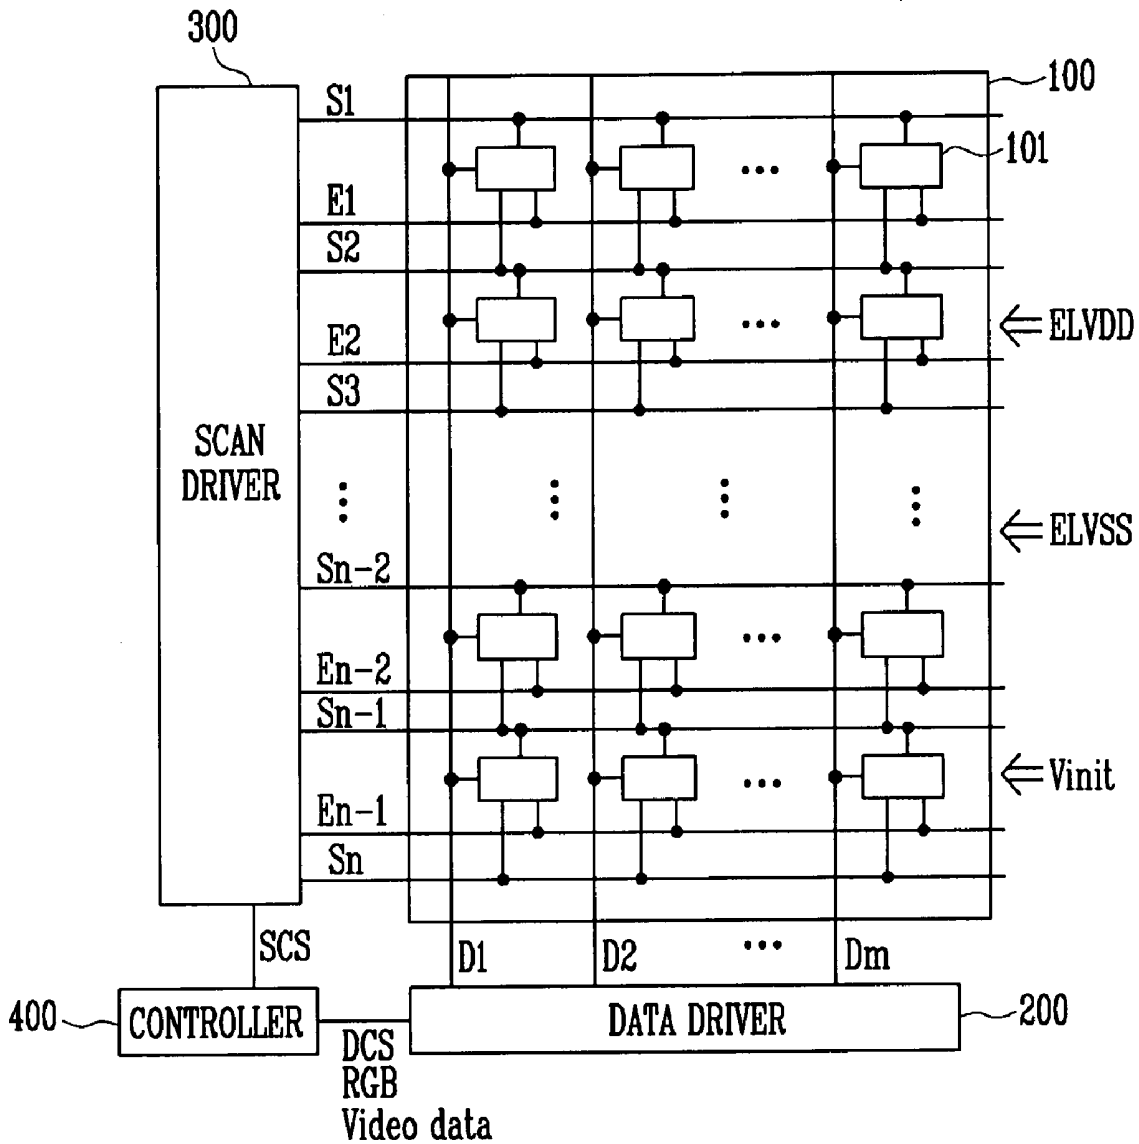 300
100
S1
101
E1
S2
E2
ELVDD
S3
SCAN
DRIVER
ELVSS
Sn-2
En-2
Sn-1
Vinit
En-1
Sn
SCS
D1
D2
Dm
400
CONTROLLER
DATA DRIVER
200
DCS
RGB
Video data